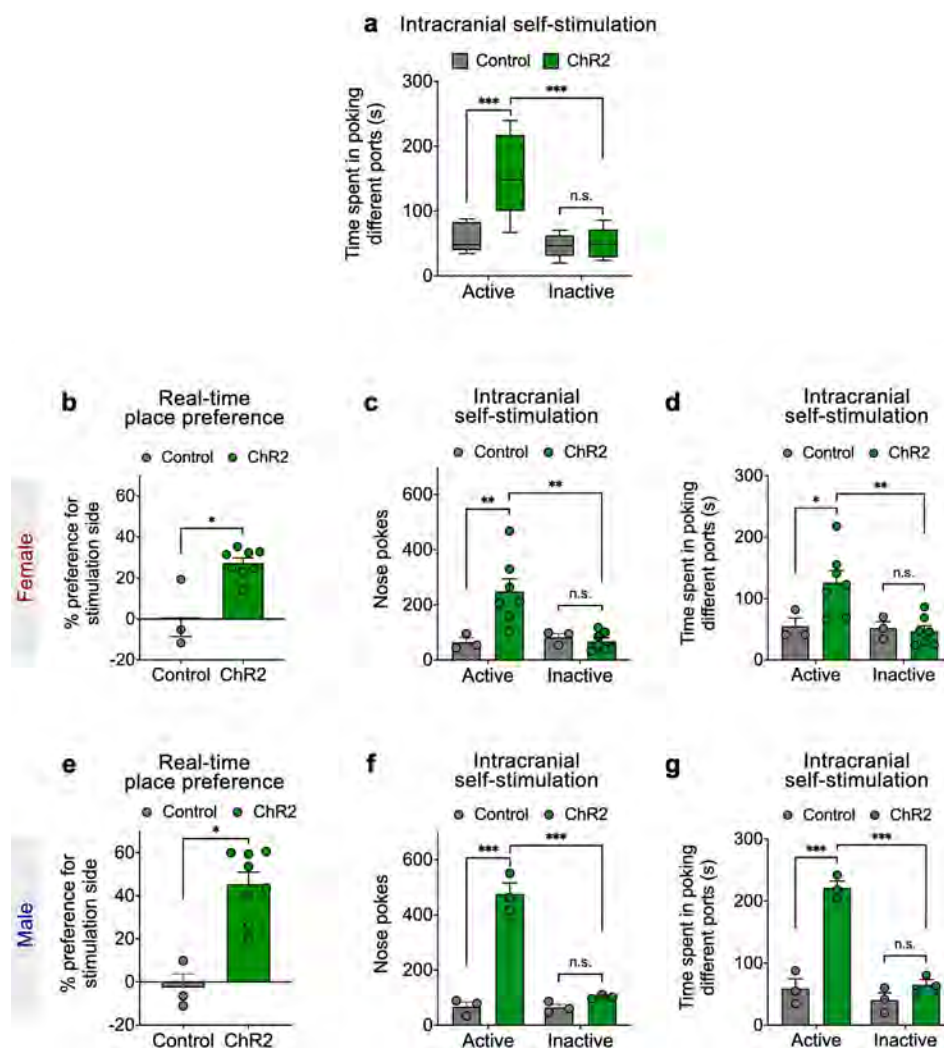 a Intracranial self-stimulation
Control ChR2
Time spent in poking
different ports (s)
300
200
100
0
***
***
n.s.
Active Inactive
Female
b Real-time
place preference
Control ChR2
% preference for
stimulation side
60
40
20
0
-20
*
Control ChR2
c Intracranial
self-stimulation
Control ChR2
Nose pokes
600
400
200
0
**
**
n.s.
Active Inactive
d Intracranial
self-stimulation
Control ChR2
Time spent in poking
different ports (s)
300
200
100
0
*
**
n.s.
Active Inactive
Male
e Real-time
place preference
Control ChR2
% preference for
stimulation side
60
40
20
0
-20
*
Control ChR2
f Intracranial
self-stimulation
Control ChR2
Nose pokes
600
400
200
0
***
***
n.s.
Active Inactive
g Intracranial
self-stimulation
Control ChR2
Time spent in poking
different ports (s)
300
200
100
0
***
***
n.s.
Active Inactive